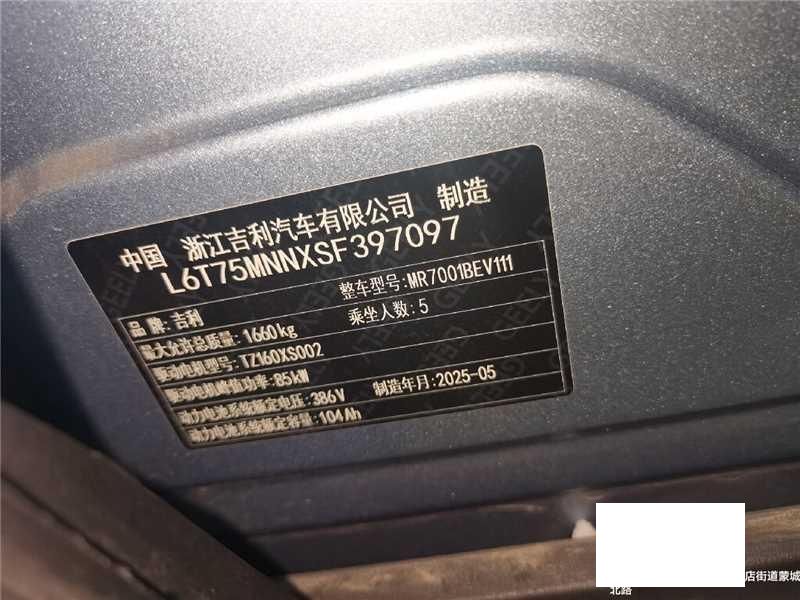 中国 浙江吉利汽车有限公司 制造
L6T75MNNXSF397097
品牌:吉利 整车型号:MR7001BEV111
最大允许总质量:1660kg 乘坐人数:5
驱动电机型号:TZ160XS002
驱动电机峰值功率:85kW
动力电池系统额定电压:386V 制造年月:2025-05
动力电池系统额定容量:104Ah
店街道蒙城
北路